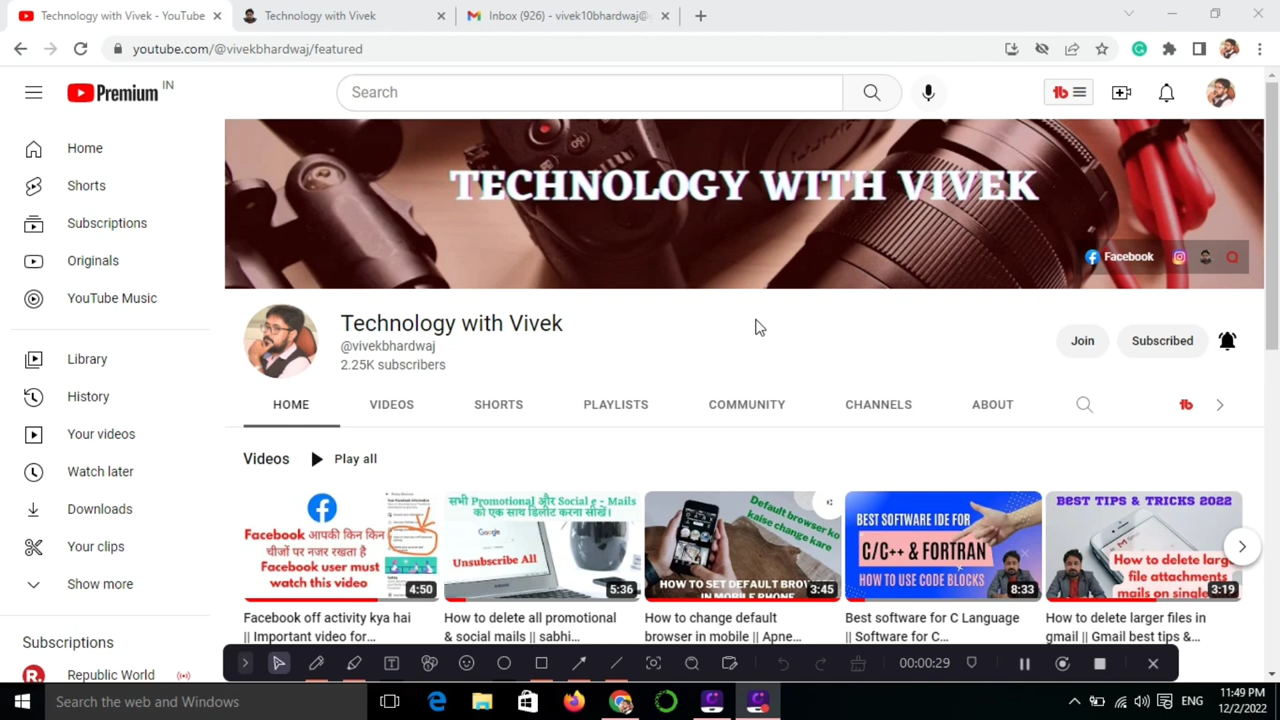 Technology with Vivek - YouTube
Technology with Vivek
Inbox (926) - vivek10bhardwaj@
youtube.com/@vivekbhardwaj/featured
Premium IN
Search
Home
Shorts
Subscriptions
Originals
YouTube Music
Library
History
Your videos
Watch later
Downloads
Your clips
Show more
Subscriptions
Republic World
TECHNOLOGY WITH VIVEK
Facebook
Technology with Vivek
@vivekbhardwaj
2.25K subscribers
Join
Subscribed
HOME VIDEOS SHORTS PLAYLISTS COMMUNITY CHANNELS ABOUT
Videos
Play all
Facebook आपकी किन किन
चीजों पर नजर रखता है
Facebook user must
watch this video
4:50
Facebook off activity kya hai
|| Important video for...
सभी Promotional और Social e - Mails
को एक साथ डिलीट करना सीखें।
Google
Unsubscribe All
5:36
How to delete all promotional
& social mails || sabhi...
Default browser ko
kaise change kare
HOW TO SET DEFAULT BROWSER
IN MOBILE PHONE
3:45
How to change default
browser in mobile || Apne...
BEST SOFTWARE IDE FOR
C/C++ & FORTRAN
HOW TO USE CODE BLOCKS
8:33
Best software for C Language
|| Software for C...
BEST TIPS & TRICKS 2022
How to delete large
file attachments
mails on single
3:19
How to delete larger files in
gmail || Gmail best tips &...
00:00:29
Search the web and Windows
ENG
11:49 PM
12/2/2022